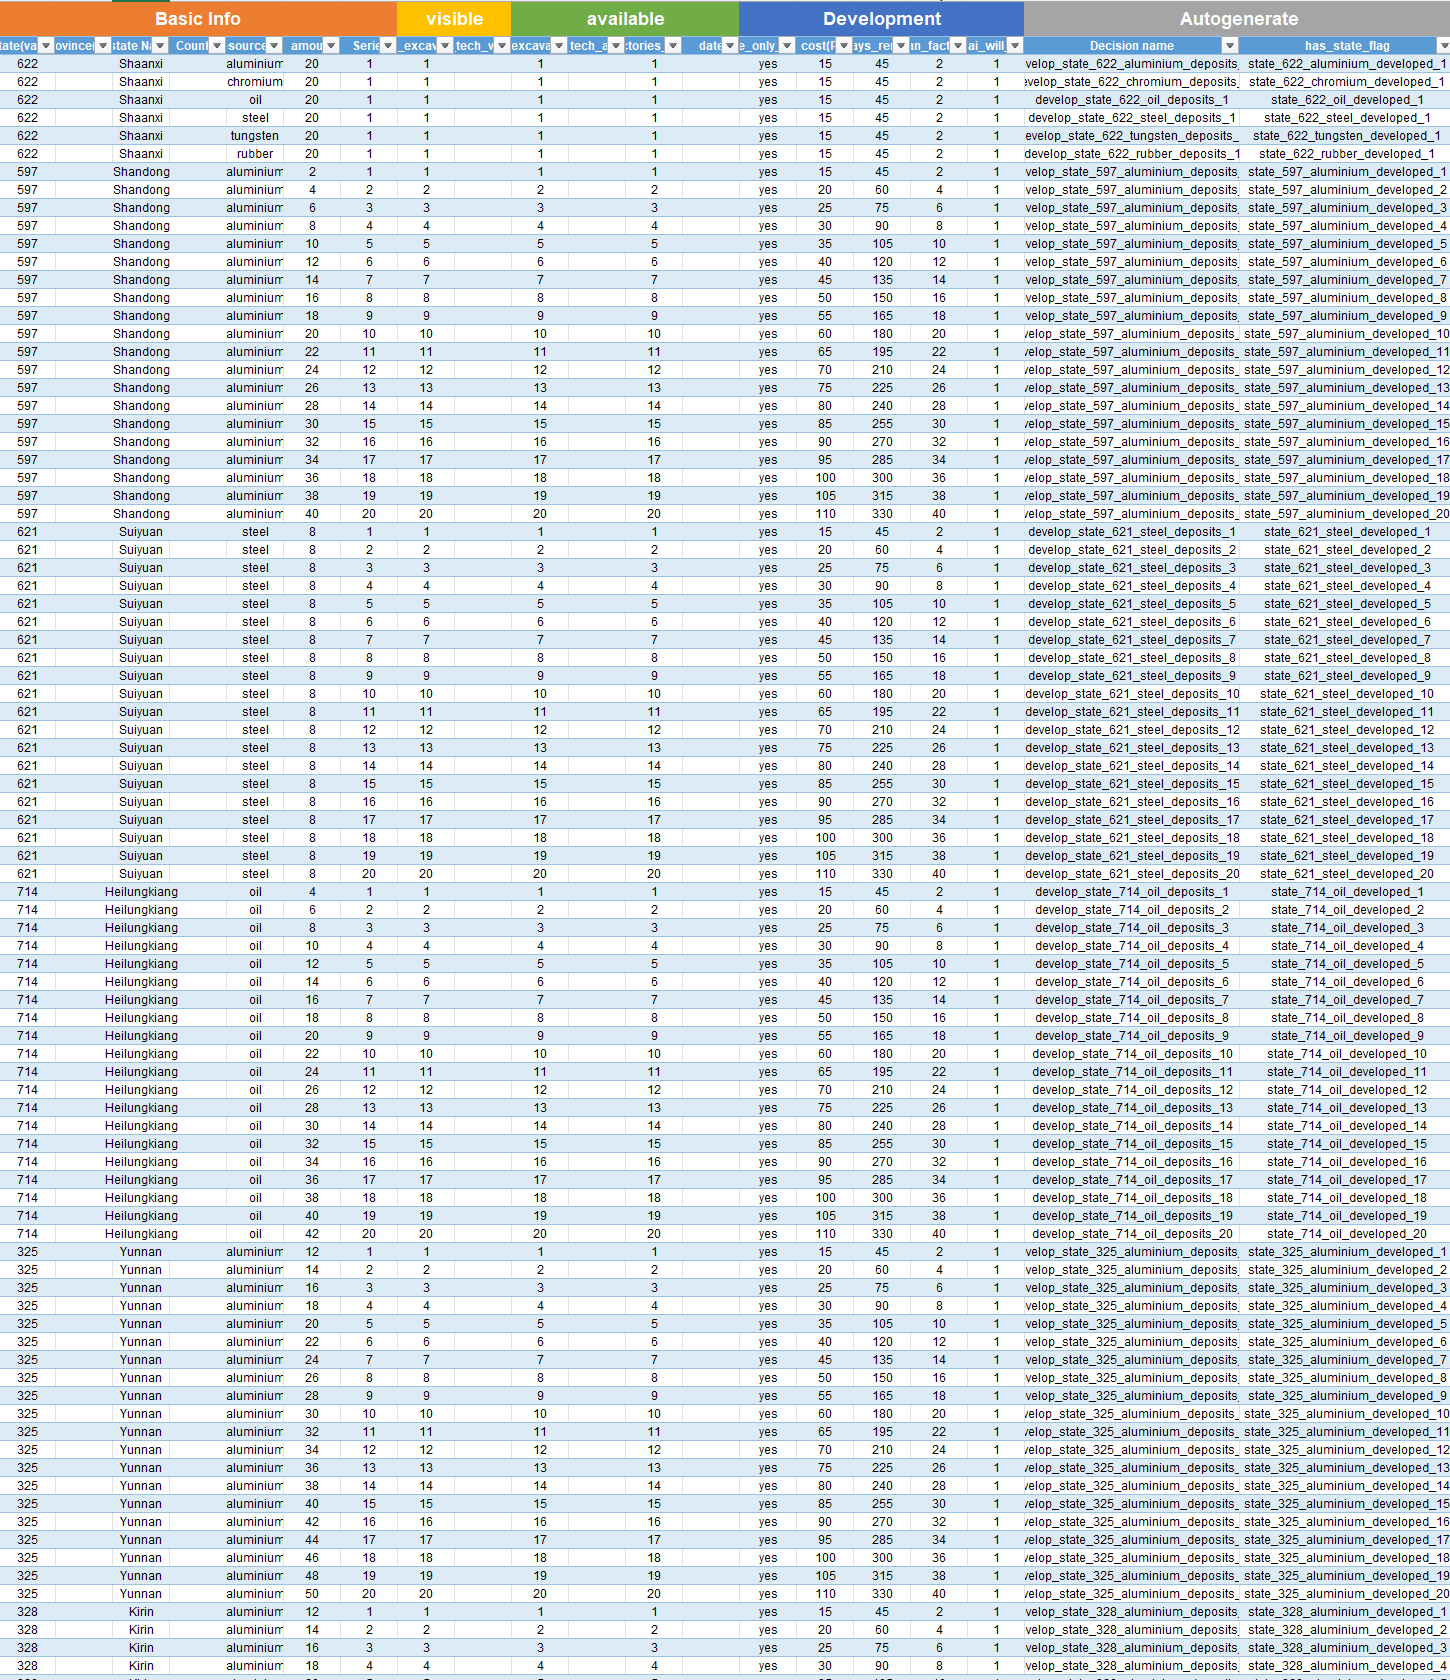 Basic Info visible available Development Autogenerate
tate(va ovince( state Na Count source amou Serie _excav tech_v excava tech_a ctories_ date e_only_ cost(F ays_rer n_fact ai_will_ Decision name has_state_flag
622 Shaanxi aluminium 20 1 1 1 1 yes 15 45 2 1 velop_state_622_aluminium_deposits_ state_622_aluminium_developed_1
622 Shaanxi chromium 20 1 1 1 1 yes 15 45 2 1 evelop_state_622_chromium_deposits_ state_622_chromium_developed_1
622 Shaanxi oil 20 1 1 1 1 yes 15 45 2 1 develop_state_622_oil_deposits_1 state_622_oil_developed_1
622 Shaanxi steel 20 1 1 1 1 yes 15 45 2 1 develop_state_622_steel_deposits_1 state_622_steel_developed_1
622 Shaanxi tungsten 20 1 1 1 1 yes 15 45 2 1 evelop_state_622_tungsten_deposits_ state_622_tungsten_developed_1
622 Shaanxi rubber 20 1 1 1 1 yes 15 45 2 1 develop_state_622_rubber_deposits_1 state_622_rubber_developed_1
597 Shandong aluminium 2 1 1 1 1 yes 15 45 2 1 velop_state_597_aluminium_deposits_ state_597_aluminium_developed_1
597 Shandong aluminium 4 2 2 2 2 yes 20 60 4 1 velop_state_597_aluminium_deposits_ state_597_aluminium_developed_2
597 Shandong aluminium 6 3 3 3 3 yes 25 75 6 1 velop_state_597_aluminium_deposits_ state_597_aluminium_developed_3
597 Shandong aluminium 8 4 4 4 4 yes 30 90 8 1 velop_state_597_aluminium_deposits_ state_597_aluminium_developed_4
597 Shandong aluminium 10 5 5 5 5 yes 35 105 10 1 velop_state_597_aluminium_deposits_ state_597_aluminium_developed_5
597 Shandong aluminium 12 6 6 6 6 yes 40 120 12 1 velop_state_597_aluminium_deposits_ state_597_aluminium_developed_6
597 Shandong aluminium 14 7 7 7 7 yes 45 135 14 1 velop_state_597_aluminium_deposits_ state_597_aluminium_developed_7
597 Shandong aluminium 16 8 8 8 8 yes 50 150 16 1 velop_state_597_aluminium_deposits_ state_597_aluminium_developed_8
597 Shandong aluminium 18 9 9 9 9 yes 55 165 18 1 velop_state_597_aluminium_deposits_ state_597_aluminium_developed_9
597 Shandong aluminium 20 10 10 10 10 yes 60 180 20 1 velop_state_597_aluminium_deposits_ state_597_aluminium_developed_10
597 Shandong aluminium 22 11 11 11 11 yes 65 195 22 1 velop_state_597_aluminium_deposits_ state_597_aluminium_developed_11
597 Shandong aluminium 24 12 12 12 12 yes 70 210 24 1 velop_state_597_aluminium_deposits_ state_597_aluminium_developed_12
597 Shandong aluminium 26 13 13 13 13 yes 75 225 26 1 velop_state_597_aluminium_deposits_ state_597_aluminium_developed_13
597 Shandong aluminium 28 14 14 14 14 yes 80 240 28 1 velop_state_597_aluminium_deposits_ state_597_aluminium_developed_14
597 Shandong aluminium 30 15 15 15 15 yes 85 255 30 1 velop_state_597_aluminium_deposits_ state_597_aluminium_developed_15
597 Shandong aluminium 32 16 16 16 16 yes 90 270 32 1 velop_state_597_aluminium_deposits_ state_597_aluminium_developed_16
597 Shandong aluminium 34 17 17 17 17 yes 95 285 34 1 velop_state_597_aluminium_deposits_ state_597_aluminium_developed_17
597 Shandong aluminium 36 18 18 18 18 yes 100 300 36 1 velop_state_597_aluminium_deposits_ state_597_aluminium_developed_18
597 Shandong aluminium 38 19 19 19 19 yes 105 315 38 1 velop_state_597_aluminium_deposits_ state_597_aluminium_developed_19
597 Shandong aluminium 40 20 20 20 20 yes 110 330 40 1 velop_state_597_aluminium_deposits_ state_597_aluminium_developed_20
621 Suiyuan steel 8 1 1 1 1 yes 15 45 2 1 develop_state_621_steel_deposits_1 state_621_steel_developed_1
621 Suiyuan steel 8 2 2 2 2 yes 20 60 4 1 develop_state_621_steel_deposits_2 state_621_steel_developed_2
621 Suiyuan steel 8 3 3 3 3 yes 25 75 6 1 develop_state_621_steel_deposits_3 state_621_steel_developed_3
621 Suiyuan steel 8 4 4 4 4 yes 30 90 8 1 develop_state_621_steel_deposits_4 state_621_steel_developed_4
621 Suiyuan steel 8 5 5 5 5 yes 35 105 10 1 develop_state_621_steel_deposits_5 state_621_steel_developed_5
621 Suiyuan steel 8 6 6 6 6 yes 40 120 12 1 develop_state_621_steel_deposits_6 state_621_steel_developed_6
621 Suiyuan steel 8 7 7 7 7 yes 45 135 14 1 develop_state_621_steel_deposits_7 state_621_steel_developed_7
621 Suiyuan steel 8 8 8 8 8 yes 50 150 16 1 develop_state_621_steel_deposits_8 state_621_steel_developed_8
621 Suiyuan steel 8 9 9 9 9 yes 55 165 18 1 develop_state_621_steel_deposits_9 state_621_steel_developed_9
621 Suiyuan steel 8 10 10 10 10 yes 60 180 20 1 develop_state_621_steel_deposits_10 state_621_steel_developed_10
621 Suiyuan steel 8 11 11 11 11 yes 65 195 22 1 develop_state_621_steel_deposits_11 state_621_steel_developed_11
621 Suiyuan steel 8 12 12 12 12 yes 70 210 24 1 develop_state_621_steel_deposits_12 state_621_steel_developed_12
621 Suiyuan steel 8 13 13 13 13 yes 75 225 26 1 develop_state_621_steel_deposits_13 state_621_steel_developed_13
621 Suiyuan steel 8 14 14 14 14 yes 80 240 28 1 develop_state_621_steel_deposits_14 state_621_steel_developed_14
621 Suiyuan steel 8 15 15 15 15 yes 85 255 30 1 develop_state_621_steel_deposits_15 state_621_steel_developed_15
621 Suiyuan steel 8 16 16 16 16 yes 90 270 32 1 develop_state_621_steel_deposits_16 state_621_steel_developed_16
621 Suiyuan steel 8 17 17 17 17 yes 95 285 34 1 develop_state_621_steel_deposits_17 state_621_steel_developed_17
621 Suiyuan steel 8 18 18 18 18 yes 100 300 36 1 develop_state_621_steel_deposits_18 state_621_steel_developed_18
621 Suiyuan steel 8 19 19 19 19 yes 105 315 38 1 develop_state_621_steel_deposits_19 state_621_steel_developed_19
621 Suiyuan steel 8 20 20 20 20 yes 110 330 40 1 develop_state_621_steel_deposits_20 state_621_steel_developed_20
714 Heilungkiang oil 4 1 1 1 1 yes 15 45 2 1 develop_state_714_oil_deposits_1 state_714_oil_developed_1
714 Heilungkiang oil 6 2 2 2 2 yes 20 60 4 1 develop_state_714_oil_deposits_2 state_714_oil_developed_2
714 Heilungkiang oil 8 3 3 3 3 yes 25 75 6 1 develop_state_714_oil_deposits_3 state_714_oil_developed_3
714 Heilungkiang oil 10 4 4 4 4 yes 30 90 8 1 develop_state_714_oil_deposits_4 state_714_oil_developed_4
714 Heilungkiang oil 12 5 5 5 5 yes 35 105 10 1 develop_state_714_oil_deposits_5 state_714_oil_developed_5
714 Heilungkiang oil 14 6 6 6 6 yes 40 120 12 1 develop_state_714_oil_deposits_6 state_714_oil_developed_6
714 Heilungkiang oil 16 7 7 7 7 yes 45 135 14 1 develop_state_714_oil_deposits_7 state_714_oil_developed_7
714 Heilungkiang oil 18 8 8 8 8 yes 50 150 16 1 develop_state_714_oil_deposits_8 state_714_oil_developed_8
714 Heilungkiang oil 20 9 9 9 9 yes 55 165 18 1 develop_state_714_oil_deposits_9 state_714_oil_developed_9
714 Heilungkiang oil 22 10 10 10 10 yes 60 180 20 1 develop_state_714_oil_deposits_10 state_714_oil_developed_10
714 Heilungkiang oil 24 11 11 11 11 yes 65 195 22 1 develop_state_714_oil_deposits_11 state_714_oil_developed_11
714 Heilungkiang oil 26 12 12 12 12 yes 70 210 24 1 develop_state_714_oil_deposits_12 state_714_oil_developed_12
714 Heilungkiang oil 28 13 13 13 13 yes 75 225 26 1 develop_state_714_oil_deposits_13 state_714_oil_developed_13
714 Heilungkiang oil 30 14 14 14 14 yes 80 240 28 1 develop_state_714_oil_deposits_14 state_714_oil_developed_14
714 Heilungkiang oil 32 15 15 15 15 yes 85 255 30 1 develop_state_714_oil_deposits_15 state_714_oil_developed_15
714 Heilungkiang oil 34 16 16 16 16 yes 90 270 32 1 develop_state_714_oil_deposits_16 state_714_oil_developed_16
714 Heilungkiang oil 36 17 17 17 17 yes 95 285 34 1 develop_state_714_oil_deposits_17 state_714_oil_developed_17
714 Heilungkiang oil 38 18 18 18 18 yes 100 300 36 1 develop_state_714_oil_deposits_18 state_714_oil_developed_18
714 Heilungkiang oil 40 19 19 19 19 yes 105 315 38 1 develop_state_714_oil_deposits_19 state_714_oil_developed_19
714 Heilungkiang oil 42 20 20 20 20 yes 110 330 40 1 develop_state_714_oil_deposits_20 state_714_oil_developed_20
325 Yunnan aluminium 12 1 1 1 1 yes 15 45 2 1 velop_state_325_aluminium_deposits_ state_325_aluminium_developed_1
325 Yunnan aluminium 14 2 2 2 2 yes 20 60 4 1 velop_state_325_aluminium_deposits_ state_325_aluminium_developed_2
325 Yunnan aluminium 16 3 3 3 3 yes 25 75 6 1 velop_state_325_aluminium_deposits_ state_325_aluminium_developed_3
325 Yunnan aluminium 18 4 4 4 4 yes 30 90 8 1 velop_state_325_aluminium_deposits_ state_325_aluminium_developed_4
325 Yunnan aluminium 20 5 5 5 5 yes 35 105 10 1 velop_state_325_aluminium_deposits_ state_325_aluminium_developed_5
325 Yunnan aluminium 22 6 6 6 6 yes 40 120 12 1 velop_state_325_aluminium_deposits_ state_325_aluminium_developed_6
325 Yunnan aluminium 24 7 7 7 7 yes 45 135 14 1 velop_state_325_aluminium_deposits_ state_325_aluminium_developed_7
325 Yunnan aluminium 26 8 8 8 8 yes 50 150 16 1 velop_state_325_aluminium_deposits_ state_325_aluminium_developed_8
325 Yunnan aluminium 28 9 9 9 9 yes 55 165 18 1 velop_state_325_aluminium_deposits_ state_325_aluminium_developed_9
325 Yunnan aluminium 30 10 10 10 10 yes 60 180 20 1 velop_state_325_aluminium_deposits_ state_325_aluminium_developed_10
325 Yunnan aluminium 32 11 11 11 11 yes 65 195 22 1 velop_state_325_aluminium_deposits_ state_325_aluminium_developed_11
325 Yunnan aluminium 34 12 12 12 12 yes 70 210 24 1 velop_state_325_aluminium_deposits_ state_325_aluminium_developed_12
325 Yunnan aluminium 36 13 13 13 13 yes 75 225 26 1 velop_state_325_aluminium_deposits_ state_325_aluminium_developed_13
325 Yunnan aluminium 38 14 14 14 14 yes 80 240 28 1 velop_state_325_aluminium_deposits_ state_325_aluminium_developed_14
325 Yunnan aluminium 40 15 15 15 15 yes 85 255 30 1 velop_state_325_aluminium_deposits_ state_325_aluminium_developed_15
325 Yunnan aluminium 42 16 16 16 16 yes 90 270 32 1 velop_state_325_aluminium_deposits_ state_325_aluminium_developed_16
325 Yunnan aluminium 44 17 17 17 17 yes 95 285 34 1 velop_state_325_aluminium_deposits_ state_325_aluminium_developed_17
325 Yunnan aluminium 46 18 18 18 18 yes 100 300 36 1 velop_state_325_aluminium_deposits_ state_325_aluminium_developed_18
325 Yunnan aluminium 48 19 19 19 19 yes 105 315 38 1 velop_state_325_aluminium_deposits_ state_325_aluminium_developed_19
325 Yunnan aluminium 50 20 20 20 20 yes 110 330 40 1 velop_state_325_aluminium_deposits_ state_325_aluminium_developed_20
328 Kirin aluminium 12 1 1 1 1 yes 15 45 2 1 velop_state_328_aluminium_deposits_ state_328_aluminium_developed_1
328 Kirin aluminium 14 2 2 2 2 yes 20 60 4 1 velop_state_328_aluminium_deposits_ state_328_aluminium_developed_2
328 Kirin aluminium 16 3 3 3 3 yes 25 75 6 1 velop_state_328_aluminium_deposits_ state_328_aluminium_developed_3
328 Kirin aluminium 18 4 4 4 4 yes 30 90 8 1 velop_state_328_aluminium_deposits_ state_328_aluminium_developed_4